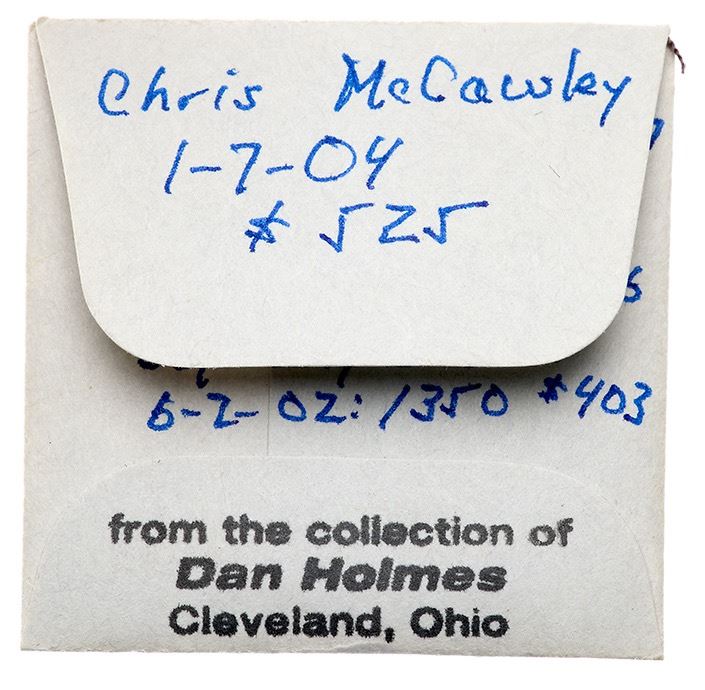 Chris McCawley
1-7-04
$525
6-2-02: 1350 $403
from the collection of
Dan Holmes
Cleveland, Ohio